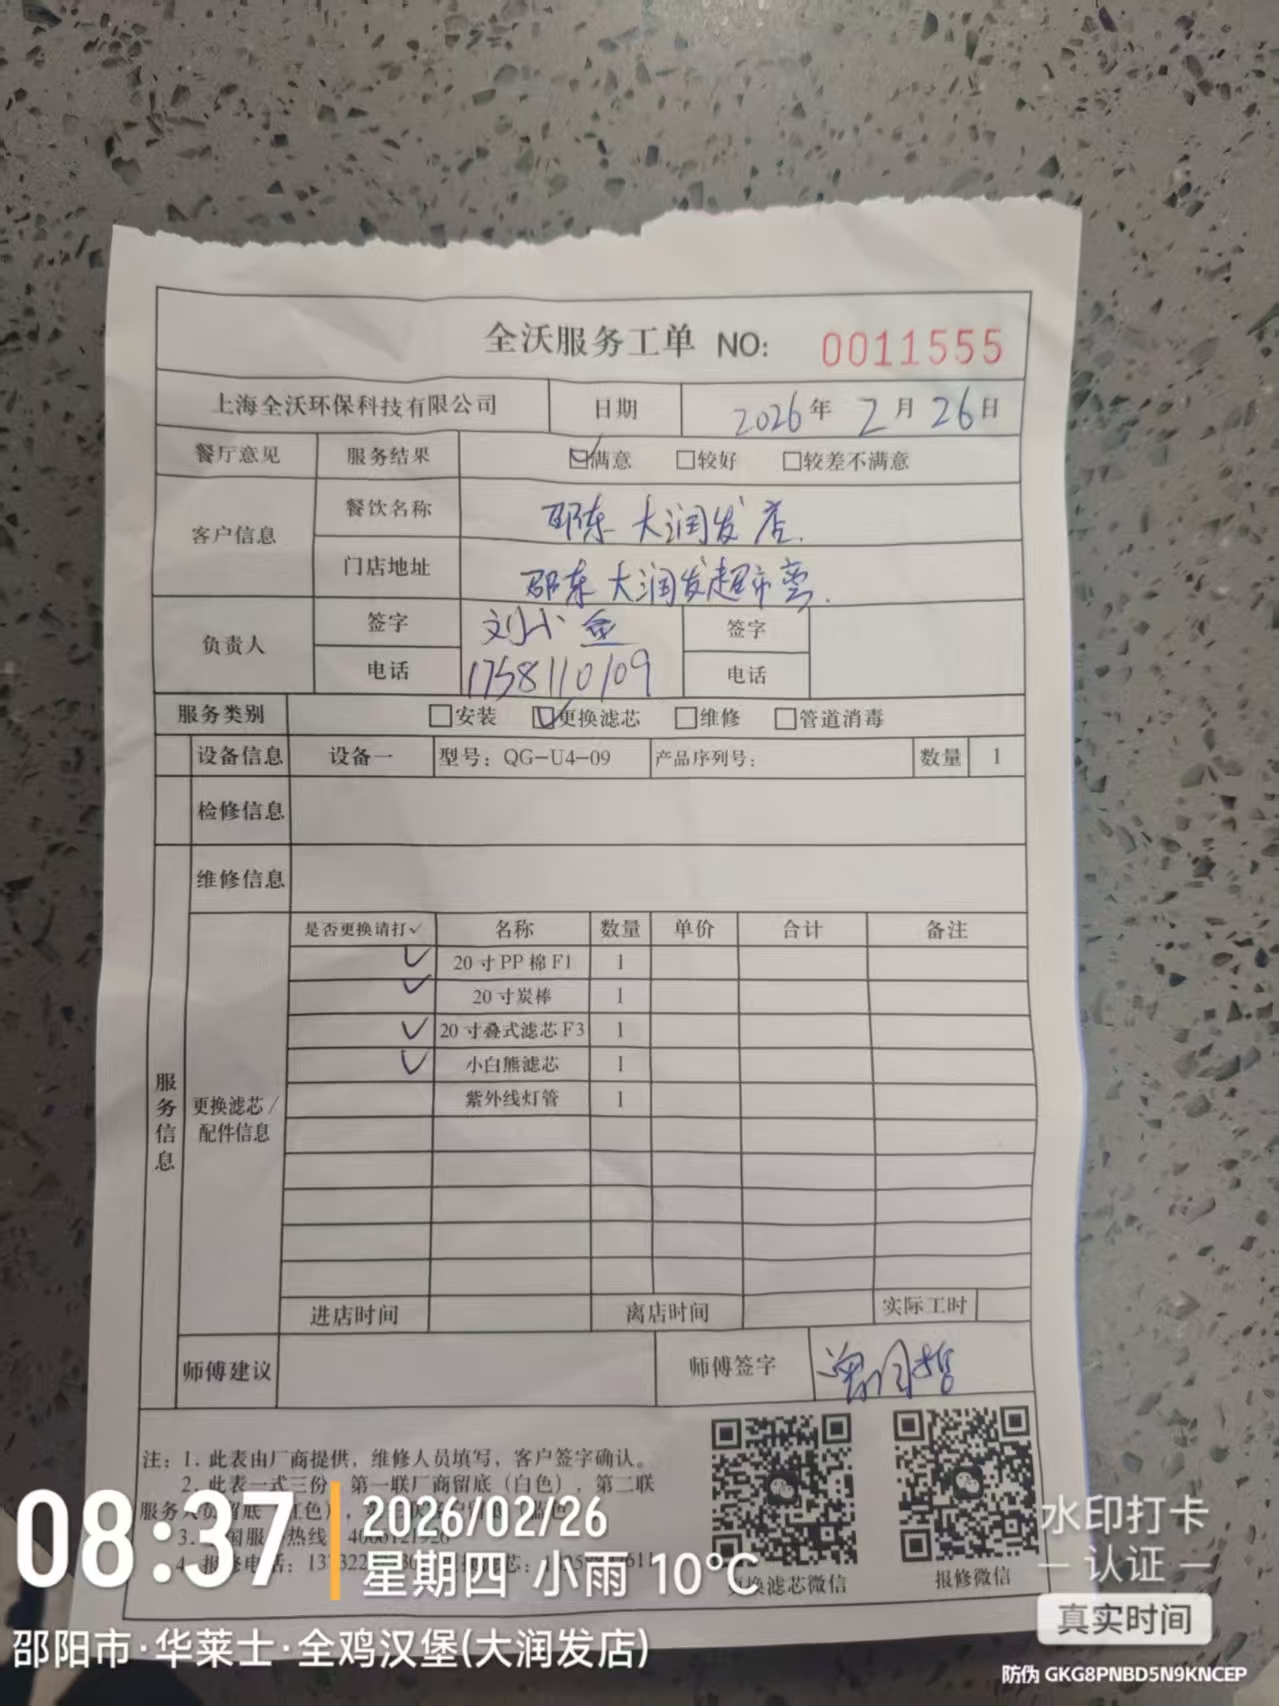 全沃服务工单 NO: 0011555
上海全沃环保科技有限公司 日期 2026年 2月 26日
餐厅意见 服务结果 ☑满意 □较好 □较差不满意
客户信息 餐饮名称 邵东 大润发店.
门店地址 邵东大润发超市旁.
负责人 签字 刘小 签字
电话 17581110109 电话
服务类别 □安装 ☑更换滤芯 □维修 □管道消毒
设备信息 设备一 型号：QG-U4-09 产品序列号： 数量 1
检修信息
维修信息
服务信息
更换滤芯/
配件信息
是否更换请打✓ 名称 数量 单价 合计 备注
✓ 20寸PP棉F1 1
✓ 20寸炭棒 1
✓ 20寸叠式滤芯F3 1
✓ 小白熊滤芯 1
紫外线灯管 1
进店时间 离店时间 实际工时
师傅建议 师傅签字
注：1．此表由厂商提供，维修人员填写，客户签字确认。
2．此表一式三份，第一联厂商留底（白色），第二联
服务
更换滤芯微信 报修微信
08:37
2026/02/26
星期四 小雨 10°C
邵阳市·华莱士·全鸡汉堡(大润发店)
水印打卡
认证
真实时间
防伪 GKG8PNBD5N9KNCEP